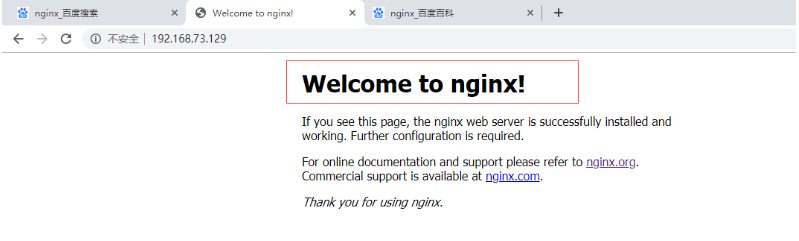 nginx_百度搜索
Welcome to nginx!
nginx_百度百科
不安全 | 192.168.73.129
Welcome to nginx!
If you see this page, the nginx web server is successfully installed and
working. Further configuration is required.
For online documentation and support please refer to nginx.org.
Commercial support is available at nginx.com.
Thank you for using nginx.